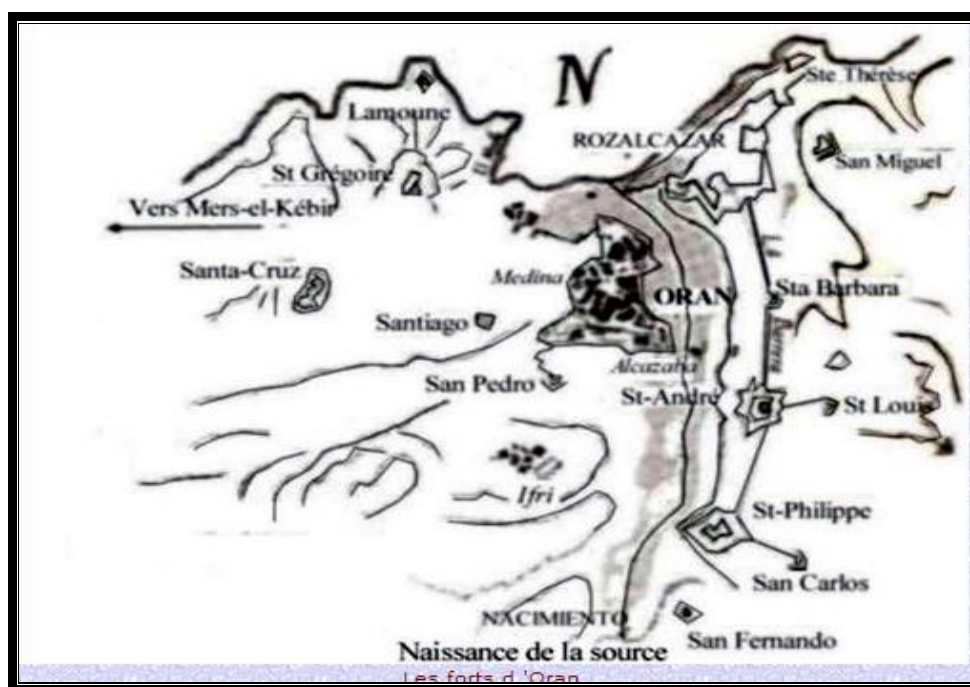 N
Ste Thérèse
Lamoune
ROZALCAZAR
San Miguel
St Grégoire
Vers Mers-el-Kébir
Santa-Cruz
Medina
ORAN
Sta Barbara
Santiago
Alcazaba
San Pedro
St-André
St Louis
Ifri
St-Philippe
San Carlos
NACIMIENTO
San Fernando
Naissance de la source
Les forts d 'Oran